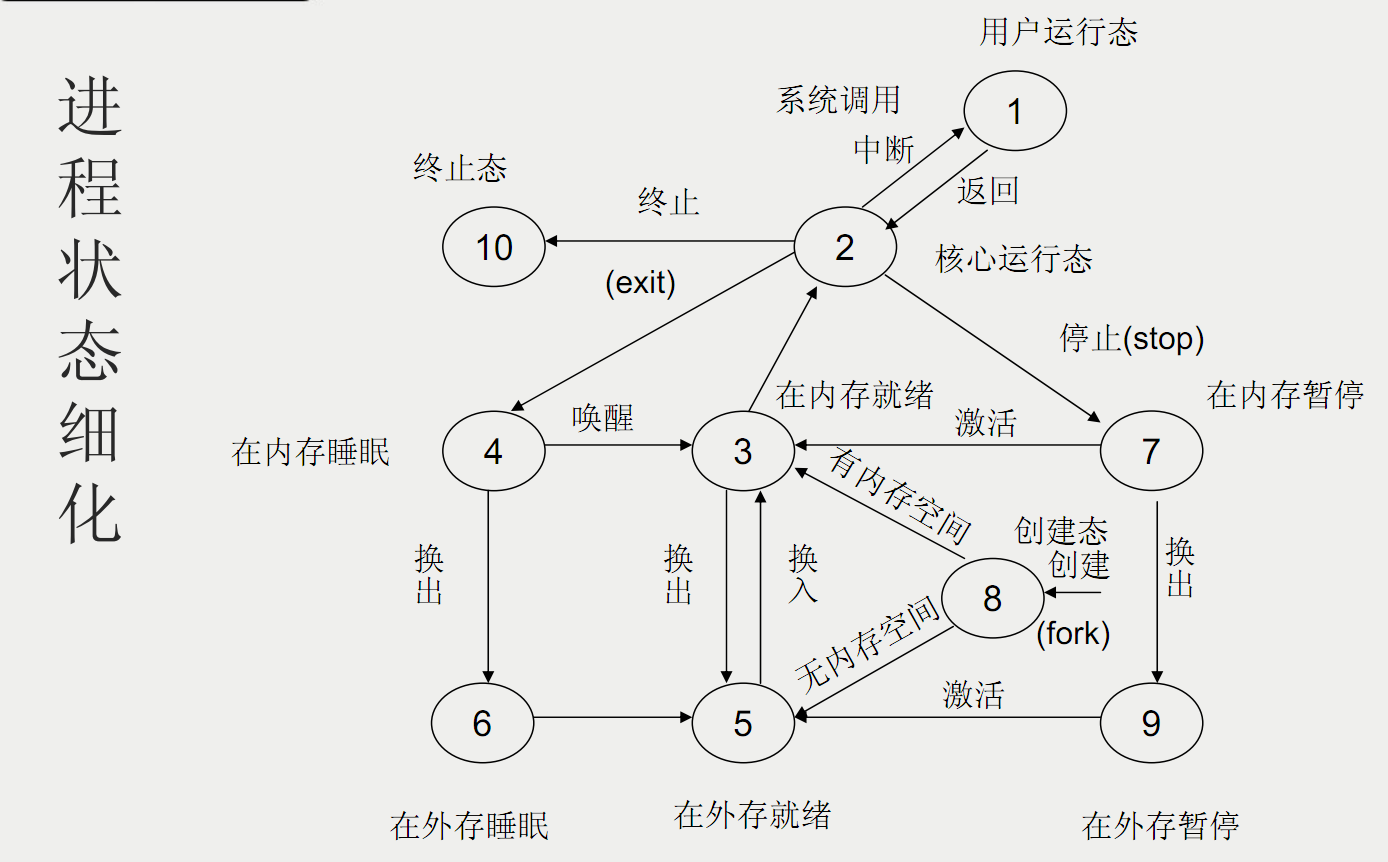 进程状态细化
用户运行态
1
系统调用
中断
返回
终止态
终止
10
2
核心运行态
(exit)
停止(stop)
在内存就绪
在内存暂停
唤醒
激活
在内存睡眠
4
3
7
有内存空间
创建态
创建
换出
换出
换入
换出
8
(fork)
无内存空间
激活
6
5
9
在外存睡眠
在外存就绪
在外存暂停